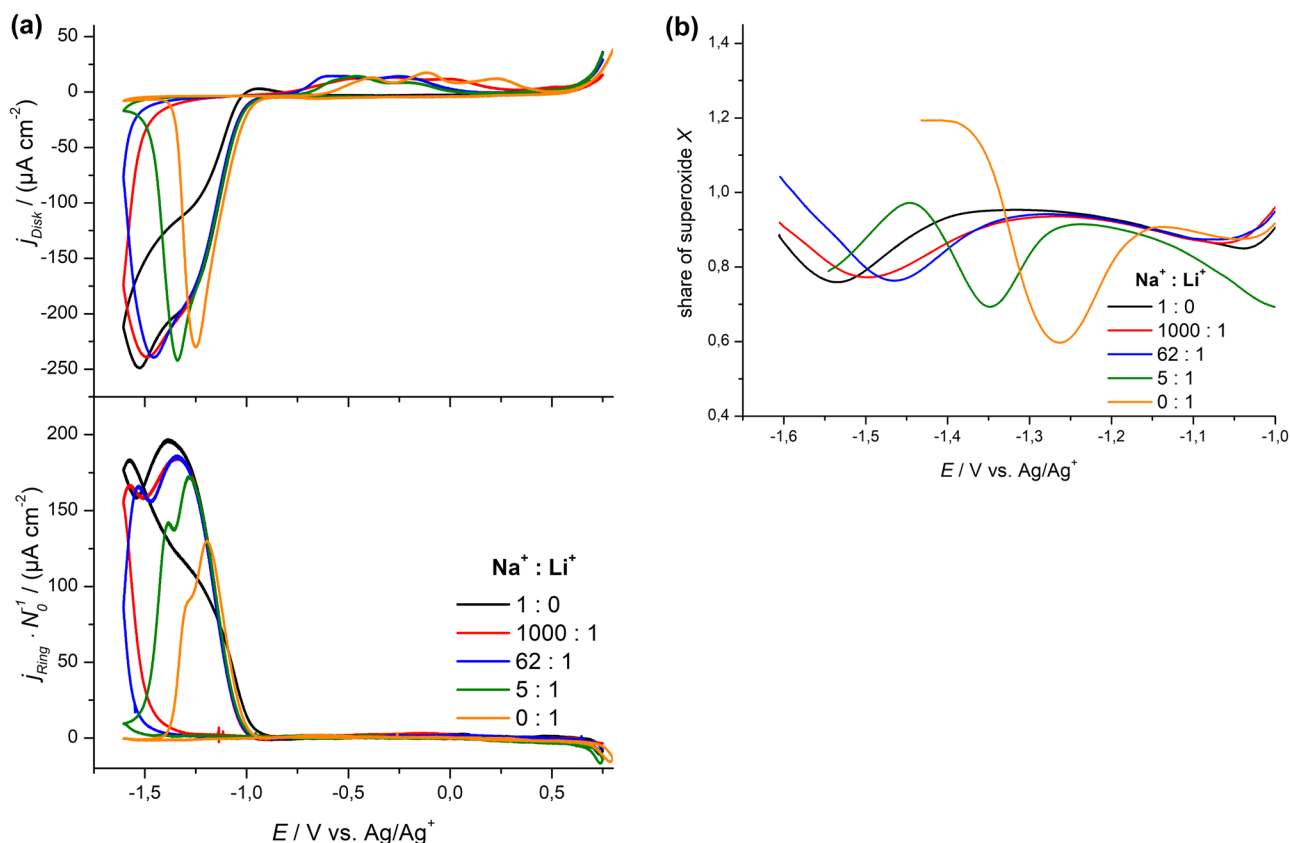 (a)
50
0
-50
-100
-150
-200
-250
j_Disk / (µA cm⁻²)
200
150
100
50
0
j_Ring · N₀⁻¹ / (µA cm⁻²)
Na⁺ : Li⁺
1 : 0
1000 : 1
62 : 1
5 : 1
0 : 1
-1,5 -1,0 -0,5 0,0 0,5
E / V vs. Ag/Ag⁺
(b)
1,4
1,2
1,0
0,8
0,6
0,4
share of superoxide X
Na⁺ : Li⁺
1 : 0
1000 : 1
62 : 1
5 : 1
0 : 1
-1,6 -1,5 -1,4 -1,3 -1,2 -1,1 -1,0
E / V vs. Ag/Ag⁺